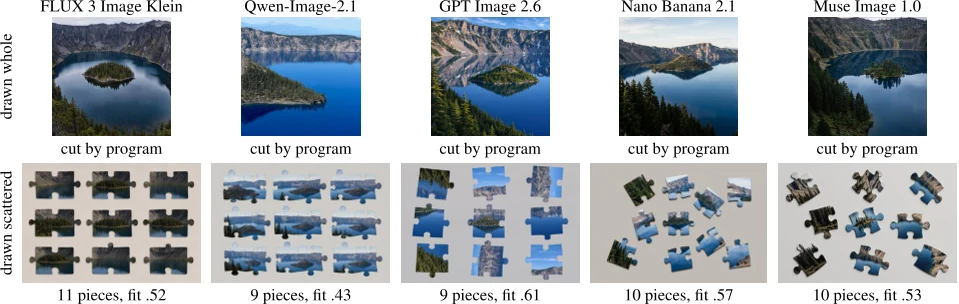 FLUX 3 Image Klein
Qwen-Image-2.1
GPT Image 2.6
Nano Banana 2.1
Muse Image 1.0
drawn whole
cut by program
cut by program
cut by program
cut by program
cut by program
drawn scattered
11 pieces, fit .52
9 pieces, fit .43
9 pieces, fit .61
10 pieces, fit .57
10 pieces, fit .53